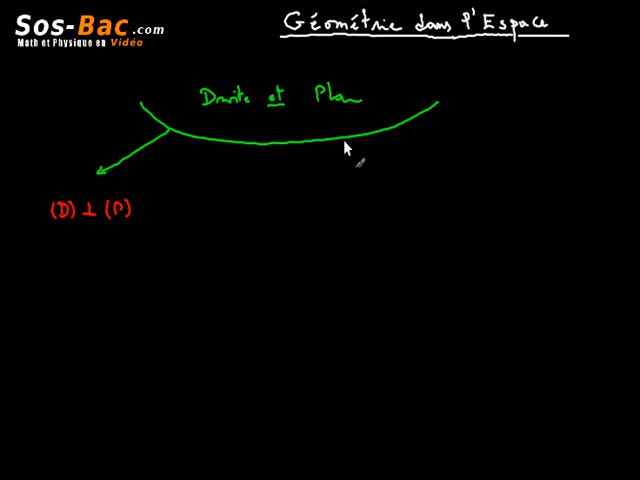 Sos-Bac.com
Math et Physique en Vidéo
Géométrie dans l'Espace
Droite et Plan
(D) ⊥ (P)